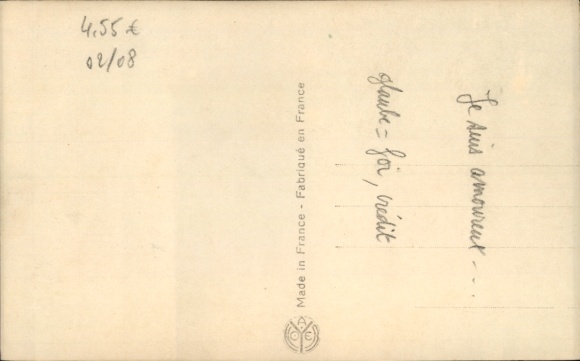 4,55 €
02/08
Made in France - Fabriqué en France
Je suis amoureux - - . .
glaube = foi, crédit